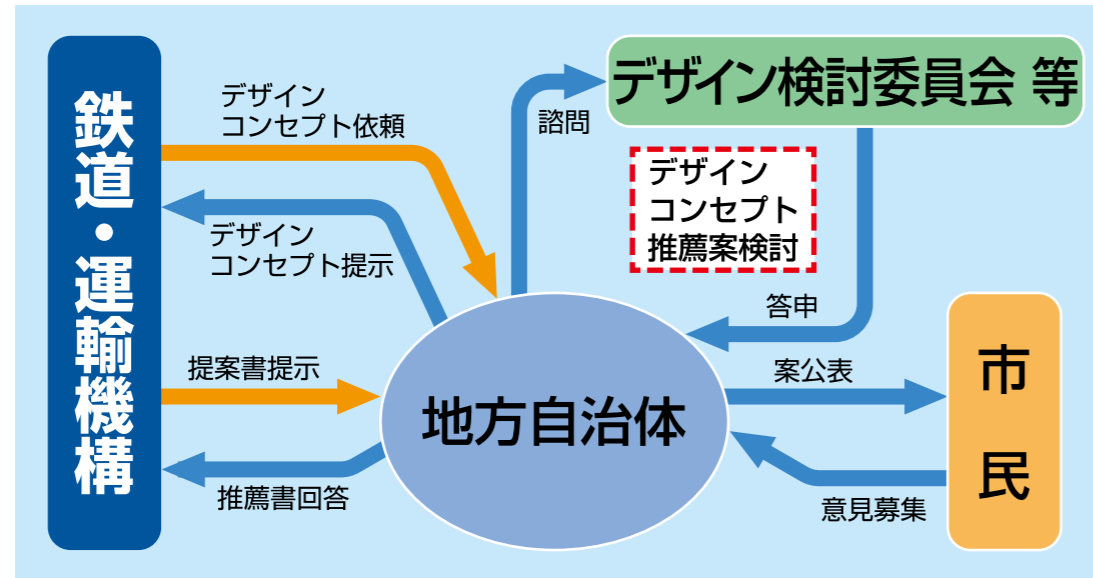 鉄道・運輸機構
デザイン
コンセプト依頼
デザイン
コンセプト提示
提案書提示
推薦書回答
地方自治体
諮問
デザイン検討委員会 等
デザイン
コンセプト
推薦案検討
答申
案公表
意見募集
市民